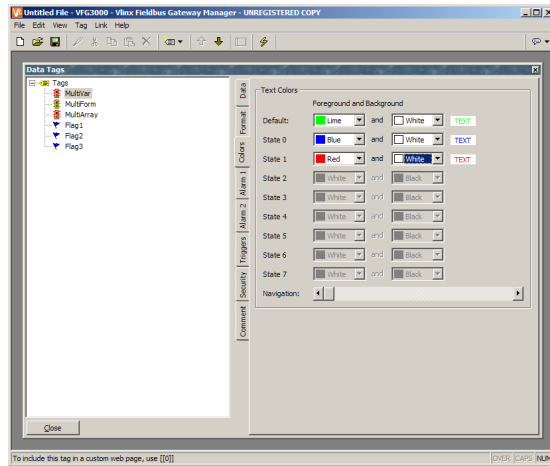 Untitled File - VFG3000 - Vlinx Fieldbus Gateway Manager - UNREGISTERED COPY
File Edit View Tag Link Help
Data Tags
Tags
MultiVar
MultiForm
MultiArray
Flag1
Flag2
Flag3
Data
Format
Colors
Alarm 1
Alarm 2
Triggers
Security
Comment
Text Colors
Foreground and Background
Default: Lime and White TEXT
State 0 Blue and White TEXT
State 1 Red and White TEXT
State 2 White and Black
State 3 White and Black
State 4 White and Black
State 5 White and Black
State 6 White and Black
State 7 White and Black
Navigation:
Close
To include this tag in a custom web page, use [[0]] OVER CAPS NUM